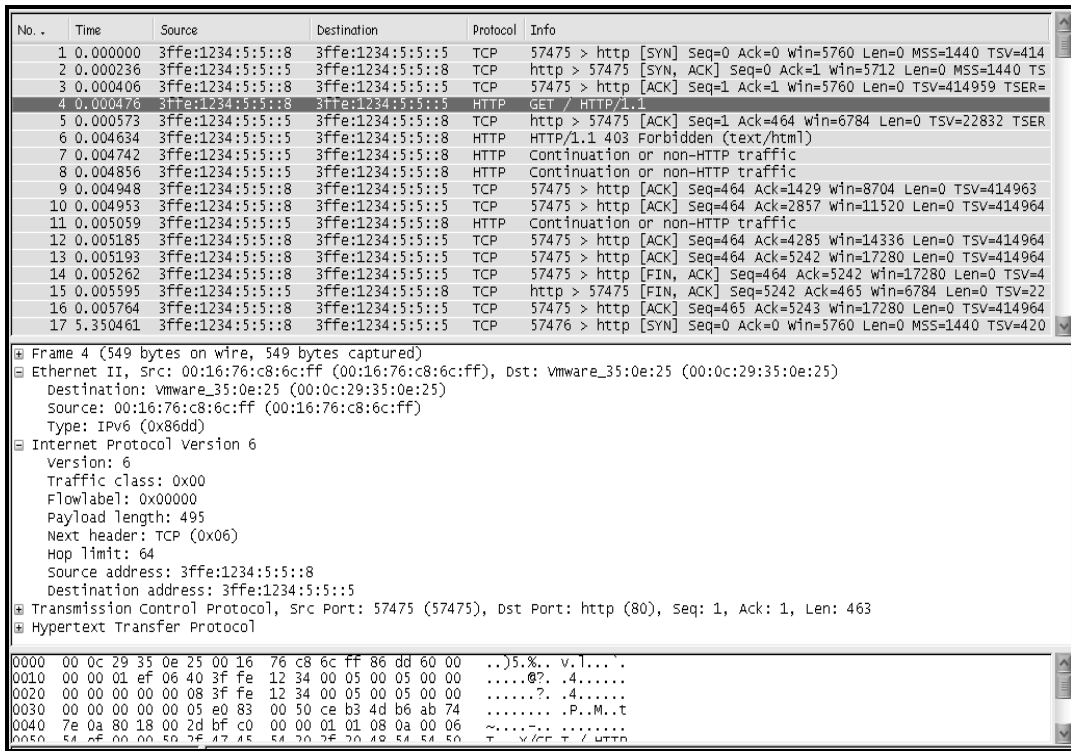 No. . Time Source Destination Protocol Info
1 0.000000 3ffe:1234:5:5::8 3ffe:1234:5:5::5 TCP 57475 > http [SYN] Seq=0 Ack=0 Win=5760 Len=0 MSS=1440 TSV=414
2 0.000236 3ffe:1234:5:5::5 3ffe:1234:5:5::8 TCP http > 57475 [SYN, ACK] Seq=0 Ack=1 Win=5712 Len=0 MSS=1440 TS
3 0.000406 3ffe:1234:5:5::8 3ffe:1234:5:5::5 TCP 57475 > http [ACK] Seq=1 Ack=1 Win=5760 Len=0 TSV=414959 TSER=
4 0.000476 3ffe:1234:5:5::8 3ffe:1234:5:5::5 HTTP GET / HTTP/1.1
5 0.000573 3ffe:1234:5:5::5 3ffe:1234:5:5::8 TCP http > 57475 [ACK] Seq=1 Ack=464 Win=6784 Len=0 TSV=22832 TSER
6 0.004634 3ffe:1234:5:5::5 3ffe:1234:5:5::8 HTTP HTTP/1.1 403 Forbidden (text/html)
7 0.004742 3ffe:1234:5:5::5 3ffe:1234:5:5::8 HTTP Continuation or non-HTTP traffic
8 0.004856 3ffe:1234:5:5::5 3ffe:1234:5:5::8 HTTP Continuation or non-HTTP traffic
9 0.004948 3ffe:1234:5:5::8 3ffe:1234:5:5::5 TCP 57475 > http [ACK] Seq=464 Ack=1429 Win=8704 Len=0 TSV=414963
10 0.004953 3ffe:1234:5:5::8 3ffe:1234:5:5::5 TCP 57475 > http [ACK] Seq=464 Ack=2857 Win=11520 Len=0 TSV=414964
11 0.005059 3ffe:1234:5:5::5 3ffe:1234:5:5::8 HTTP Continuation or non-HTTP traffic
12 0.005185 3ffe:1234:5:5::8 3ffe:1234:5:5::5 TCP 57475 > http [ACK] Seq=464 Ack=4285 Win=14336 Len=0 TSV=414964
13 0.005193 3ffe:1234:5:5::8 3ffe:1234:5:5::5 TCP 57475 > http [ACK] Seq=464 Ack=5242 Win=17280 Len=0 TSV=414964
14 0.005262 3ffe:1234:5:5::8 3ffe:1234:5:5::5 TCP 57475 > http [FIN, ACK] Seq=464 Ack=5242 Win=17280 Len=0 TSV=4
15 0.005595 3ffe:1234:5:5::5 3ffe:1234:5:5::8 TCP http > 57475 [FIN, ACK] Seq=5242 Ack=465 Win=6784 Len=0 TSV=22
16 0.005764 3ffe:1234:5:5::8 3ffe:1234:5:5::5 TCP 57475 > http [ACK] Seq=465 Ack=5243 Win=17280 Len=0 TSV=414964
17 5.350461 3ffe:1234:5:5::8 3ffe:1234:5:5::5 TCP 57476 > http [SYN] Seq=0 Ack=0 Win=5760 Len=0 MSS=1440 TSV=420
Frame 4 (549 bytes on wire, 549 bytes captured)
Ethernet II, Src: 00:16:76:c8:6c:ff (00:16:76:c8:6c:ff), Dst: Vmware_35:0e:25 (00:0c:29:35:0e:25)
Destination: Vmware_35:0e:25 (00:0c:29:35:0e:25)
Source: 00:16:76:c8:6c:ff (00:16:76:c8:6c:ff)
Type: IPv6 (0x86dd)
Internet Protocol Version 6
Version: 6
Traffic class: 0x00
Flowlabel: 0x00000
Payload length: 495
Next header: TCP (0x06)
Hop limit: 64
Source address: 3ffe:1234:5:5::8
Destination address: 3ffe:1234:5:5::5
Transmission Control Protocol, Src Port: 57475 (57475), Dst Port: http (80), Seq: 1, Ack: 1, Len: 463
Hypertext Transfer Protocol
0000 00 0c 29 35 0e 25 00 16 76 c8 6c ff 86 dd 60 00 ..)5.%.. v.l...`.
0010 00 00 01 ef 06 40 3f fe 12 34 00 05 00 05 00 00 .....@?. .4......
0020 00 00 00 00 00 08 3f fe 12 34 00 05 00 05 00 00 ......?. .4......
0030 00 00 00 00 00 05 e0 83 00 50 ce b3 4d b6 ab 74 ........ .P..M..t
0040 7e 0a 80 18 00 2d bf c0 00 00 01 01 08 0a 00 06 ~....-.. ........
0050 54 ef 00 00 59 2f 47 45 54 20 2f 20 48 54 54 50 T...Y/GE T / HTTP